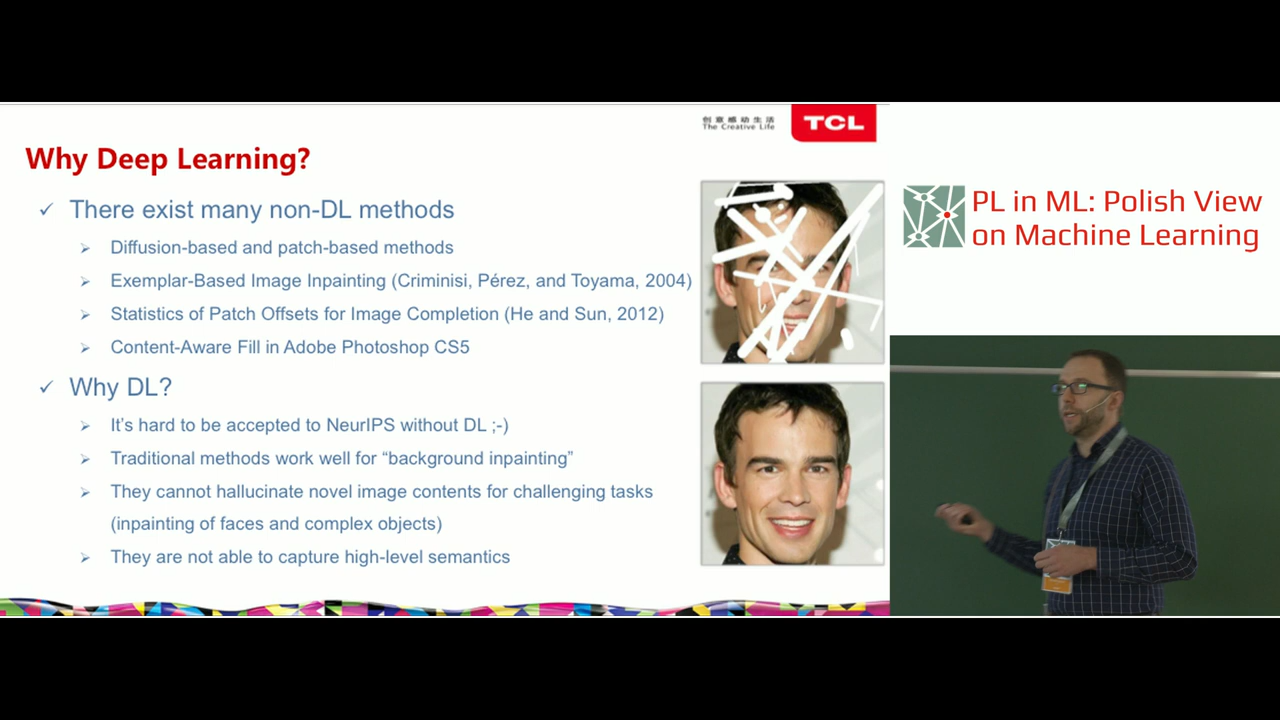 创意感动生活
The Creative Life
TCL
Why Deep Learning?
✓ There exist many non-DL methods
➢ Diffusion-based and patch-based methods
➢ Exemplar-Based Image Inpainting (Criminisi, Pérez, and Toyama, 2004)
➢ Statistics of Patch Offsets for Image Completion (He and Sun, 2012)
➢ Content-Aware Fill in Adobe Photoshop CS5
✓ Why DL?
➢ It's hard to be accepted to NeurIPS without DL ;-)
➢ Traditional methods work well for “background inpainting”
➢ They cannot hallucinate novel image contents for challenging tasks
(inpainting of faces and complex objects)
➢ They are not able to capture high-level semantics
PL in ML: Polish View
on Machine Learning